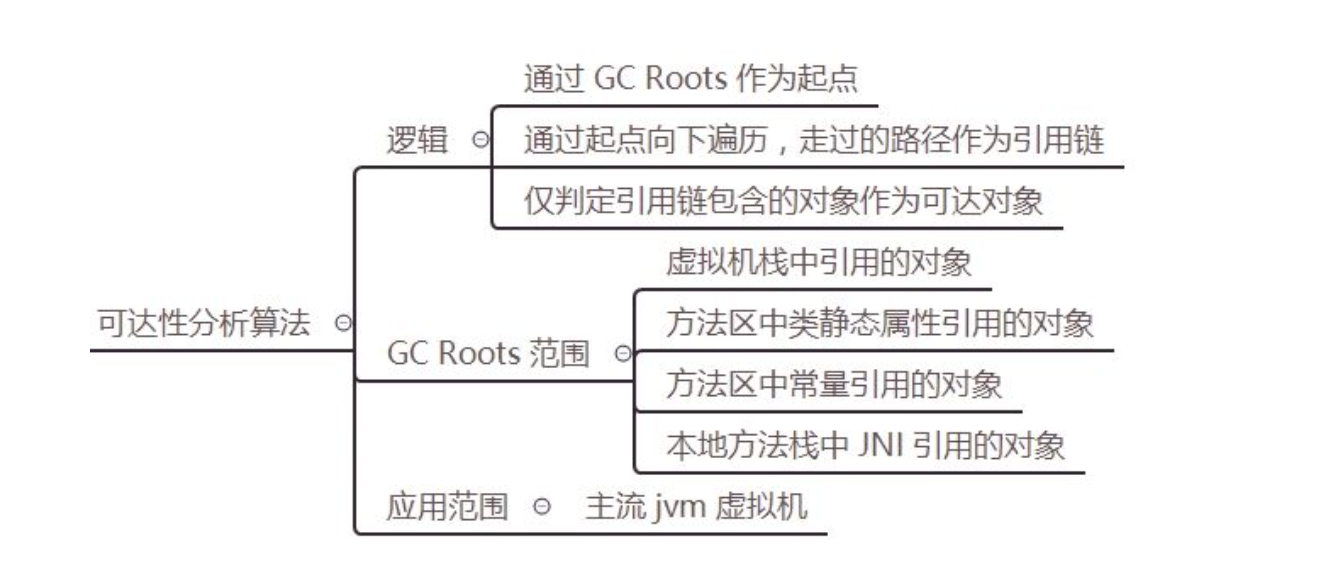 可达性分析算法
逻辑
通过 GC Roots 作为起点
通过起点向下遍历，走过的路径作为引用链
仅判定引用链包含的对象作为可达对象
GC Roots 范围
虚拟机栈中引用的对象
方法区中类静态属性引用的对象
方法区中常量引用的对象
本地方法栈中 JNI 引用的对象
应用范围
主流 jvm 虚拟机